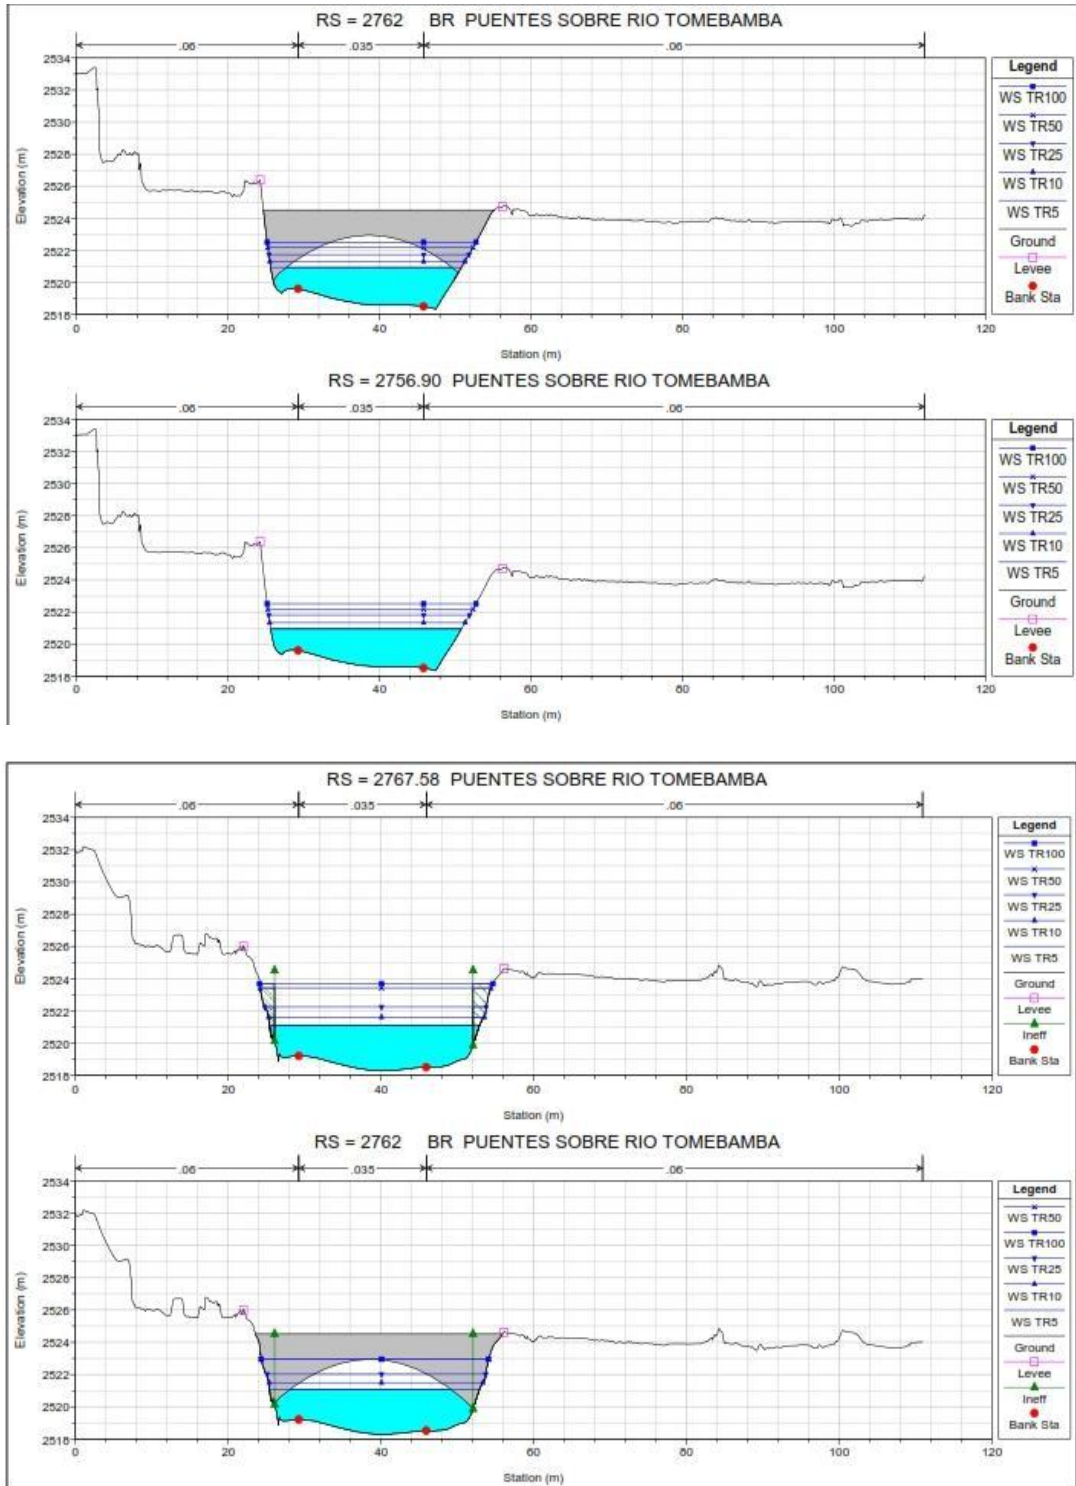 RS = 2762 BR PUENTES SOBRE RIO TOMEBAMBA
.06 .035 .06
2534
2532
2530
2528
2526
2524
2522
2520
2518
Elevation (m)
0 20 40 60 80 100 120
Station (m)
Legend
WS TR100
WS TR50
WS TR25
WS TR10
WS TR5
Ground
Levee
Bank Sta
RS = 2756.90 PUENTES SOBRE RIO TOMEBAMBA
.06 .035 .06
2534
2532
2530
2528
2526
2524
2522
2520
2518
Elevation (m)
0 20 40 60 80 100 120
Station (m)
Legend
WS TR100
WS TR50
WS TR25
WS TR10
WS TR5
Ground
Levee
Bank Sta
RS = 2767.58 PUENTES SOBRE RIO TOMEBAMBA
.06 .035 .06
2534
2532
2530
2528
2526
2524
2522
2520
2518
Elevation (m)
0 20 40 60 80 100 120
Station (m)
Legend
WS TR100
WS TR50
WS TR25
WS TR10
WS TR5
Ground
Levee
Ineff
Bank Sta
RS = 2762 BR PUENTES SOBRE RIO TOMEBAMBA
.06 .035 .06
2534
2532
2530
2528
2526
2524
2522
2520
2518
Elevation (m)
0 20 40 60 80 100 120
Station (m)
Legend
WS TR50
WS TR100
WS TR25
WS TR10
WS TR5
Ground
Levee
Ineff
Bank Sta